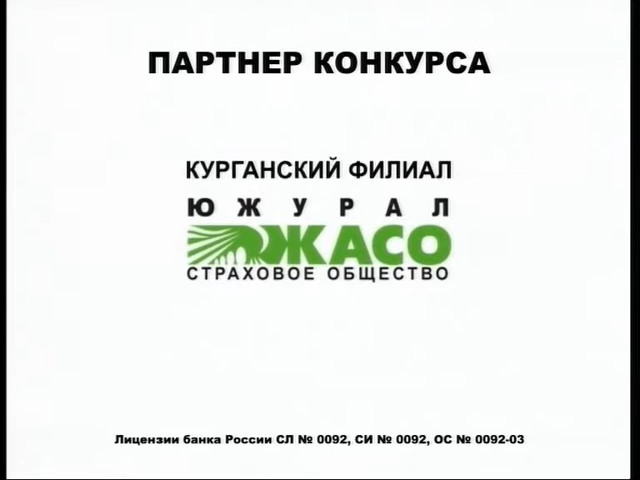 ПАРТНЕР КОНКУРСА
КУРГАНСКИЙ ФИЛИАЛ
ЮЖУРАЛ
ЖАСО
СТРАХОВОЕ ОБЩЕСТВО
Лицензии банка России СЛ № 0092, СИ № 0092, ОС № 0092-03